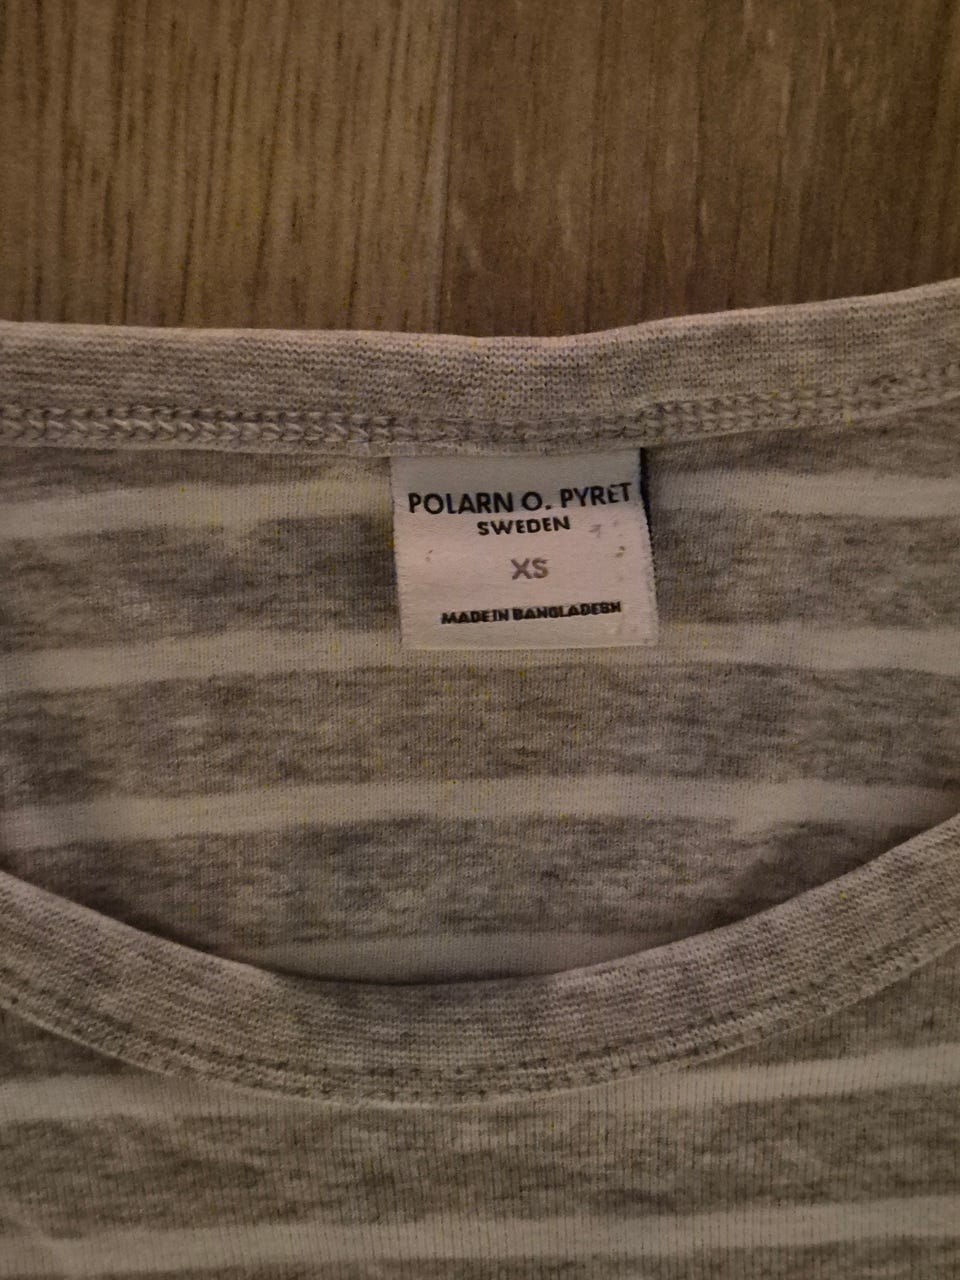 POLARN O. PYRET
SWEDEN
XS
MADE IN BANGLADESH